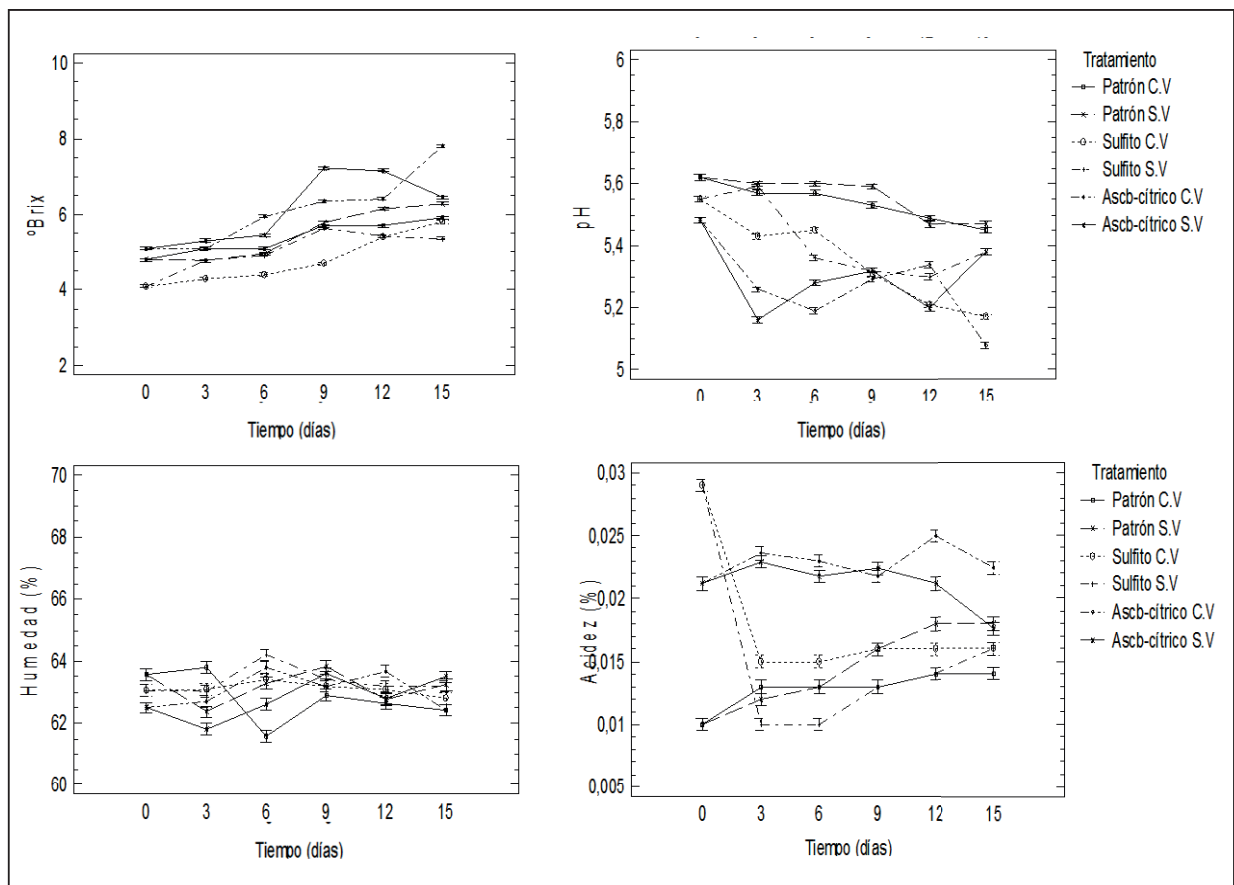 ºBrix
10
8
6
4
2
0 3 6 9 12 15
Tiempo (días)
pH
6
5,8
5,6
5,4
5,2
5
0 3 6 9 12 15
Tiempo (días)
Tratamiento
Patrón C.V
Patrón S.V
Sulfito C.V
Sulfito S.V
Ascb-cítrico C.V
Ascb-cítrico S.V
Humedad (%)
70
68
66
64
62
60
0 3 6 9 12 15
Tiempo (días)
Acidez (%)
0,03
0,025
0,02
0,015
0,01
0,005
0 3 6 9 12 15
Tiempo (días)
Tratamiento
Patrón C.V
Patrón S.V
Sulfito C.V
Sulfito S.V
Ascb-cítrico C.V
Ascb-cítrico S.V